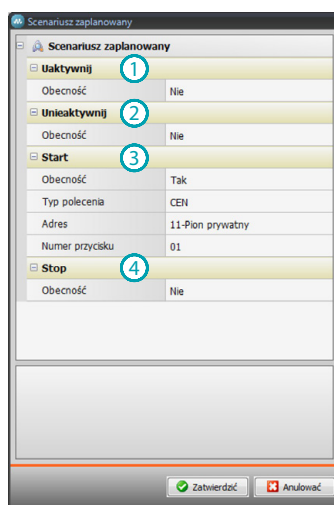 Scenariusz zaplanowany
Scenariusz zaplanowany
Uaktywnij 1
Obecność Nie
Unieaktywnij 2
Obecność Nie
Start 3
Obecność Tak
Typ polecenia CEN
Adres 11-Pion prywatny
Numer przycisku 01
Stop 4
Obecność Nie
Zatwierdzić Anulować